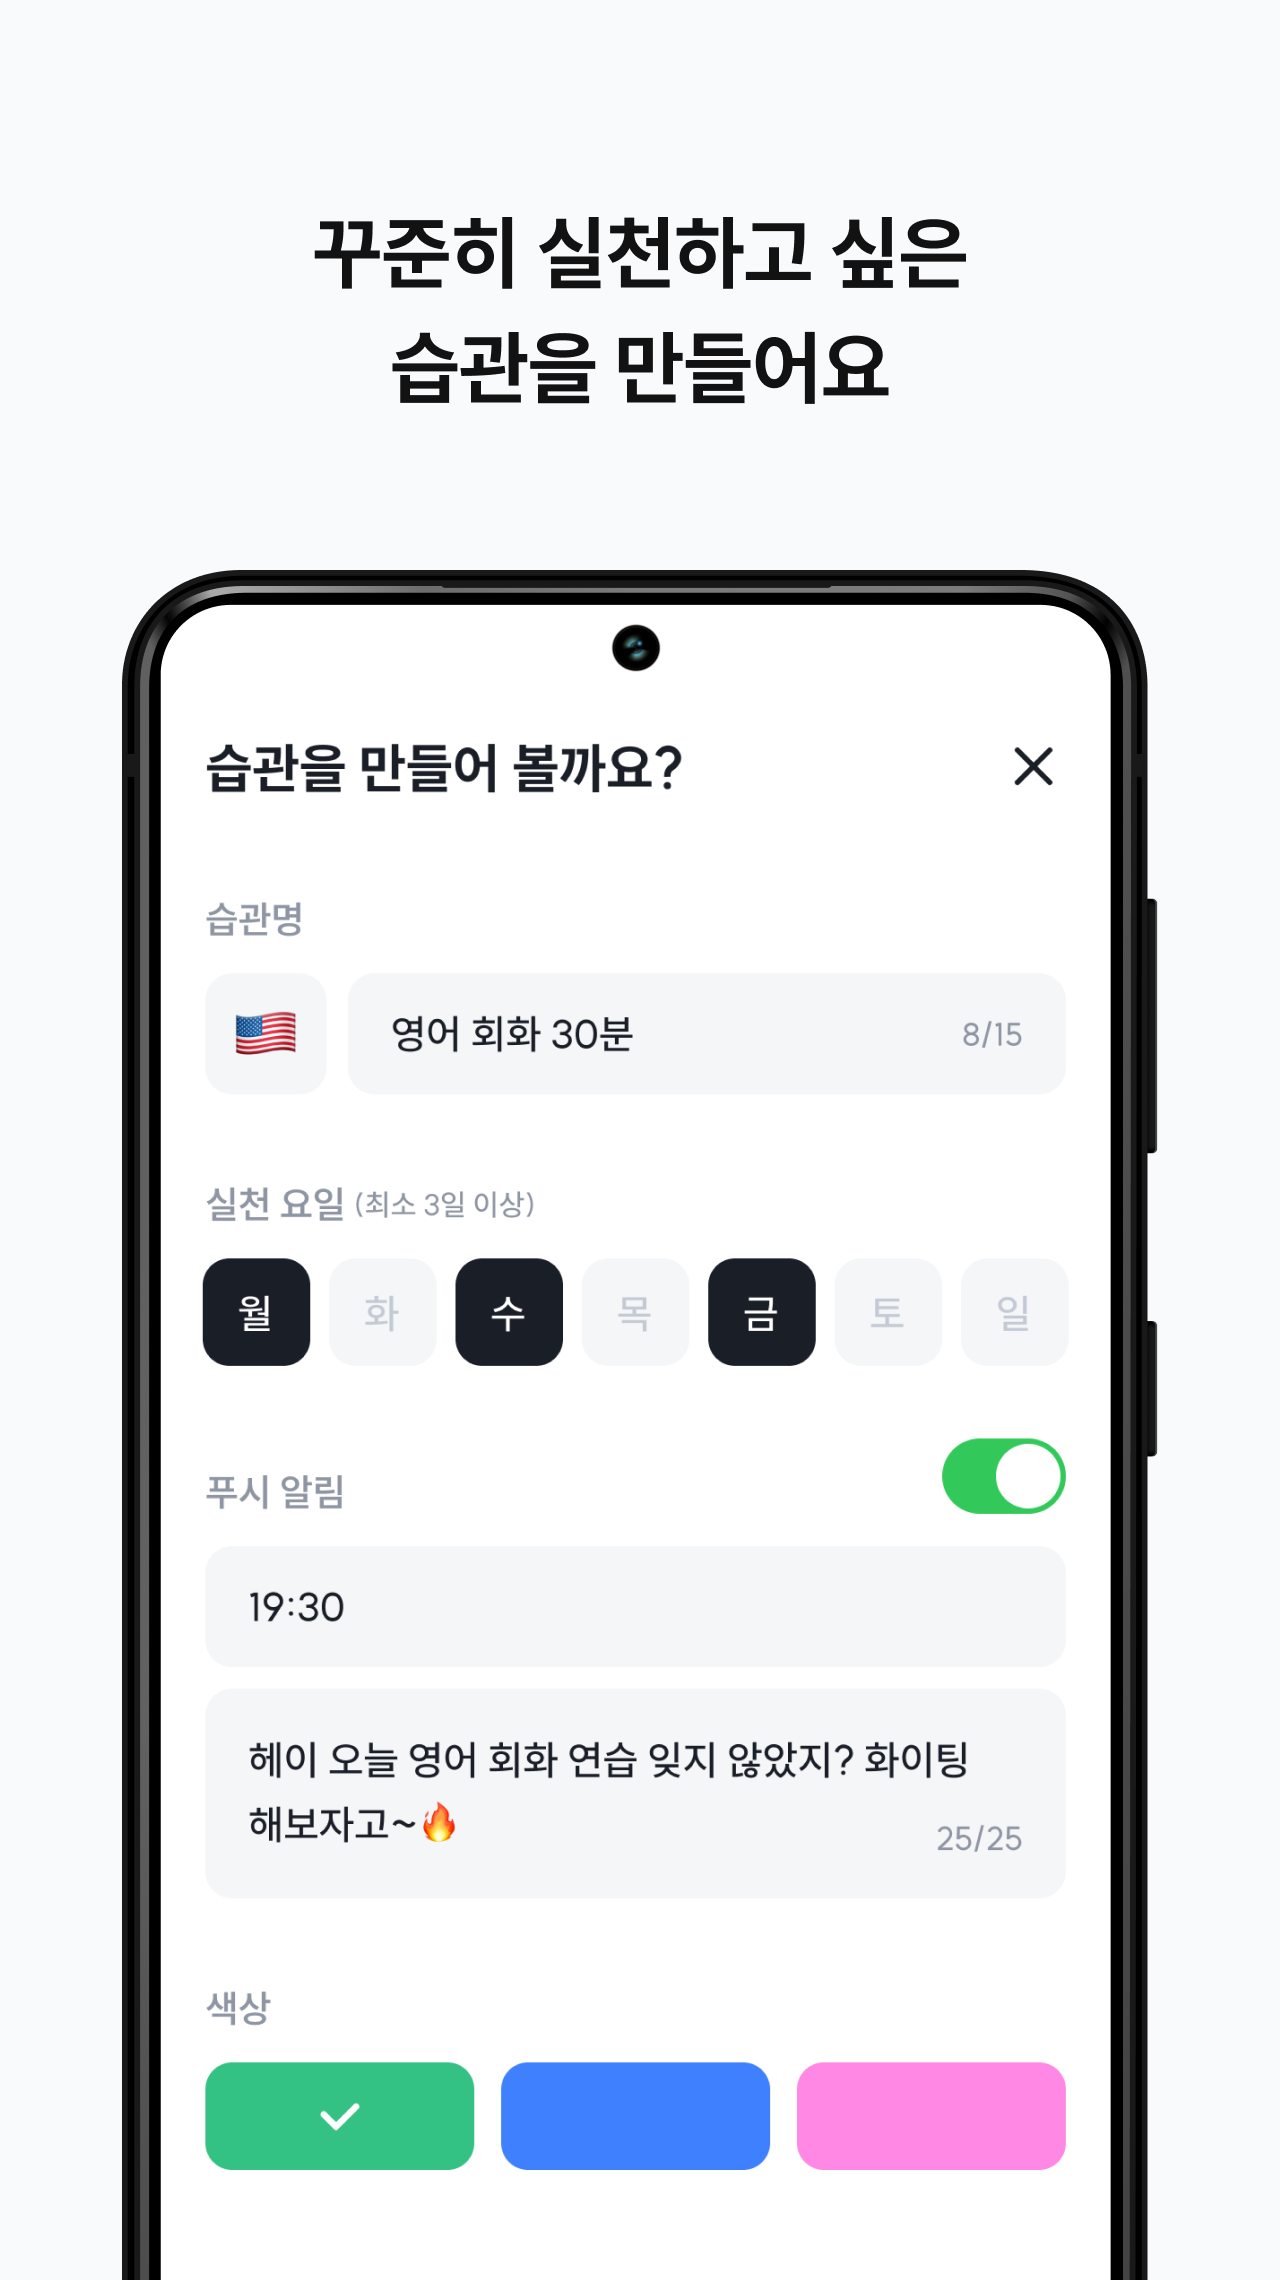 꾸준히 실천하고 싶은
습관을 만들어요
습관을 만들어 볼까요?
습관명
🇺🇸 영어 회화 30분 8/15
실천 요일 (최소 3일 이상)
월 화 수 목 금 토 일
푸시 알림
19:30
헤이 오늘 영어 회화 연습 잊지 않았지? 화이팅
해보자고~🔥
25/25
색상